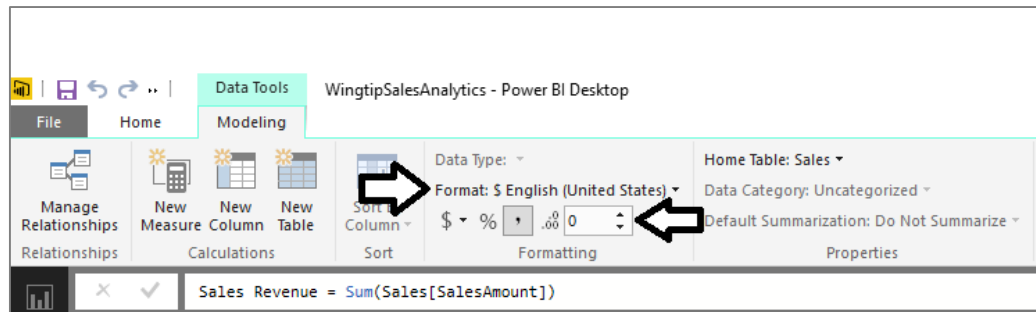 WingtipSalesAnalytics - Power BI Desktop
Data Tools
File Home Modeling
Manage Relationships
New Measure
New Column
New Table
Sort
Column
Data Type:
Format: $ English (United States)
$ % , .00 0
Home Table: Sales
Data Category: Uncategorized
Default Summarization: Do Not Summarize
Relationships Calculations Sort Formatting Properties
Sales Revenue = Sum(Sales[SalesAmount])